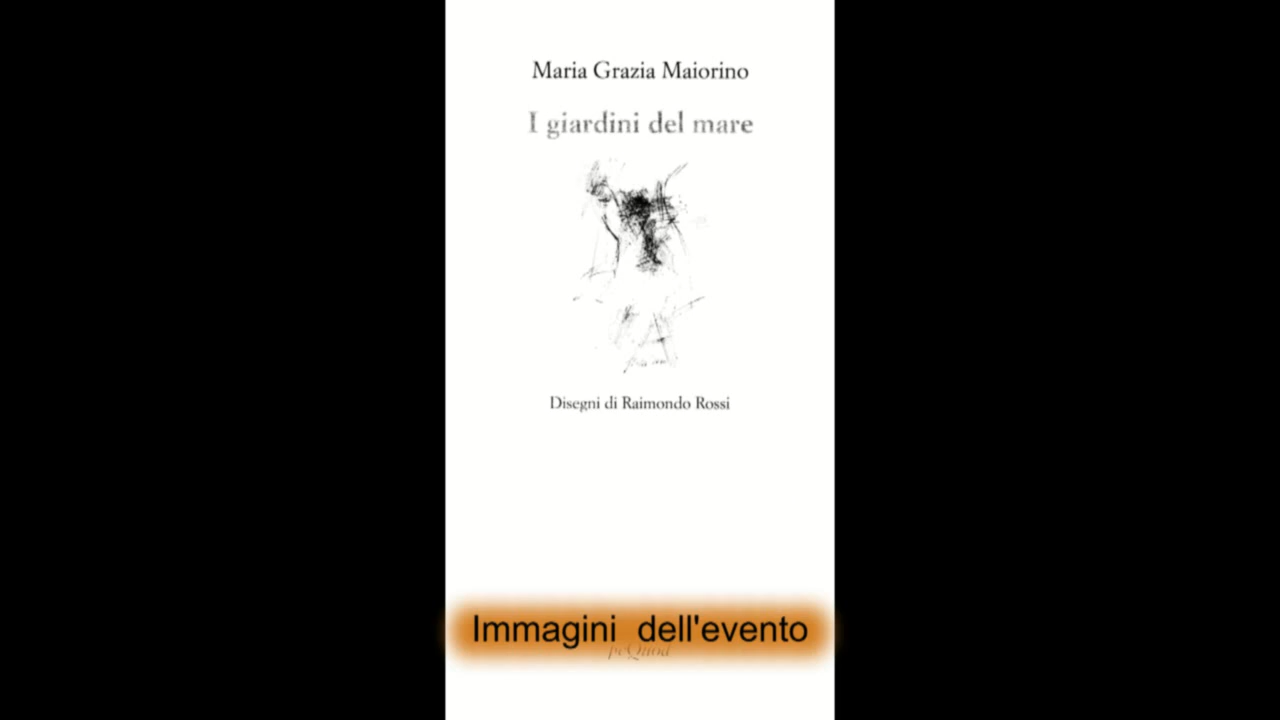 Maria Grazia Maiorino
I giardini del mare
Disegni di Raimondo Rossi
Immagini dell'evento